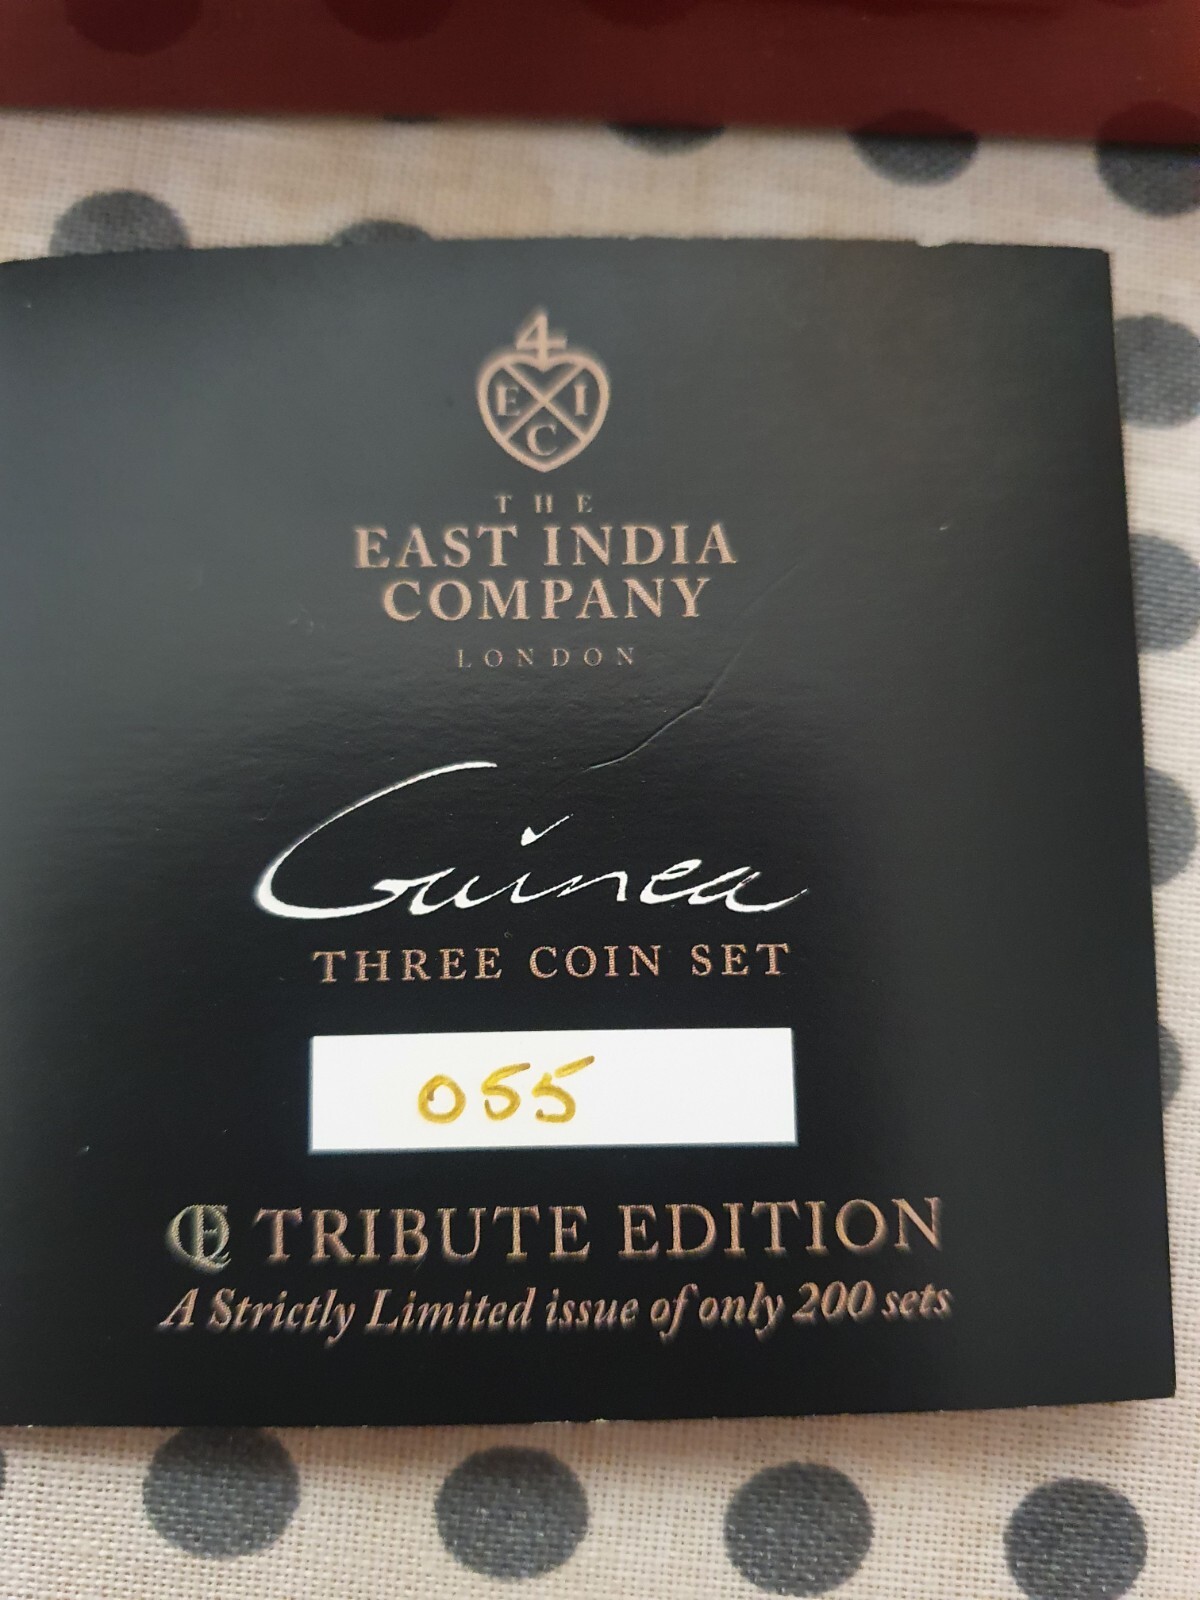 4
E I
C
THE
EAST INDIA
COMPANY
LONDON
Guinea
THREE COIN SET
055
QE TRIBUTE EDITION
A Strictly Limited issue of only 200 sets